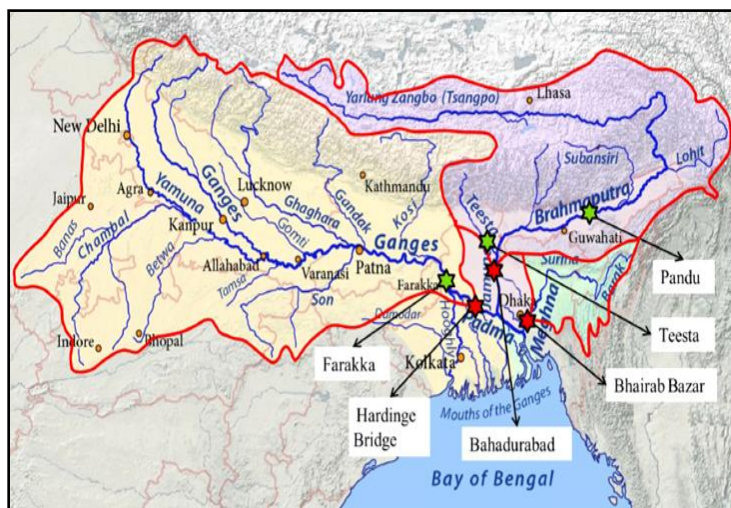 Yarlung Zangbo (Tsangpo)
Lhasa
New Delhi
Subansiri
Lohit
Jaipur
Agra
Yamuna
Ganges
Lucknow
Ghaghara
Gandak
Kathmandu
Kosi
Teesta
Brahmaputra
Banas
Chambal
Kanpur
Gomti
Guwahati
Betwa
Allahabad
Varanasi
Patna
Ganges
Surma
Barak
Pandu
Tamsa
Son
Farakka
Dhaka
Indore
Bhopal
Damodar
Hooghly
Padma
Meghna
Teesta
Farakka
Kolkata
Bhairab Bazar
Mouths of the Ganges
Hardinge
Bridge
Bahadurabad
Bay of Bengal